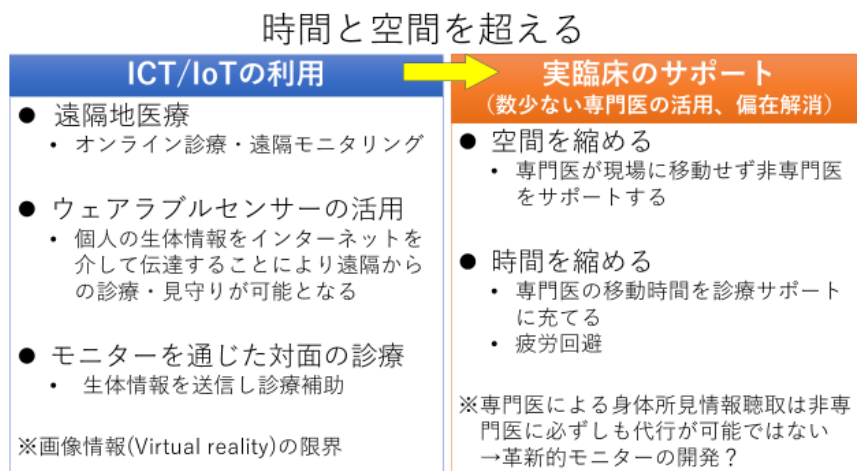 時間と空間を超える
ICT/IoTの利用
● 遠隔地医療
• オンライン診療・遠隔モニタリング
● ウェアラブルセンサーの活用
• 個人の生体情報をインターネットを
介して伝達することにより遠隔から
の診療・見守りが可能となる
● モニターを通じた対面の診療
• 生体情報を送信し診療補助
※画像情報(Virtual reality)の限界
実臨床のサポート
(数少ない専門医の活用、偏在解消)
● 空間を縮める
• 専門医が現場に移動せず非専門医
をサポートする
● 時間を縮める
• 専門医の移動時間を診療サポート
に充てる
• 疲労回避
※専門医による身体所見情報聴取は非専
門医に必ずしも代行が可能ではない
→革新的モニターの開発？